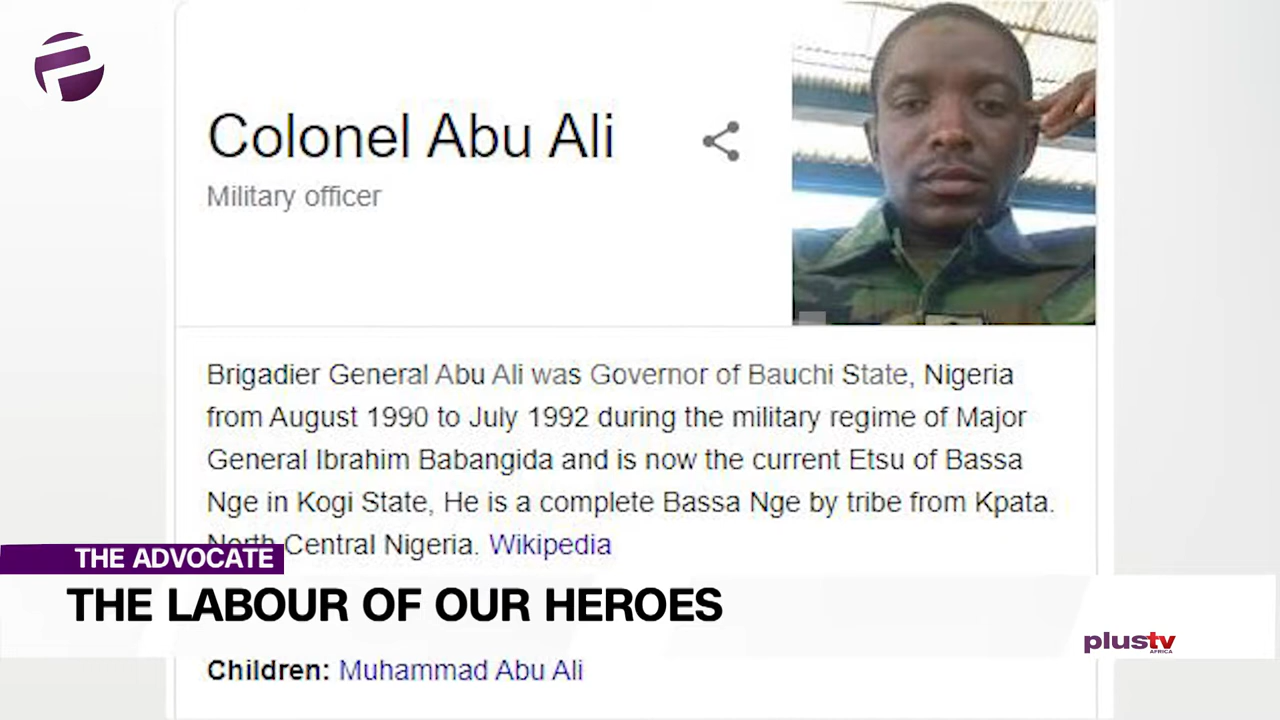 Colonel Abu Ali
Military officer
Brigadier General Abu Ali was Governor of Bauchi State, Nigeria
from August 1990 to July 1992 during the military regime of Major
General Ibrahim Babangida and is now the current Etsu of Bassa
Nge in Kogi State, He is a complete Bassa Nge by tribe from Kpata.
North Central Nigeria. Wikipedia
THE ADVOCATE
THE LABOUR OF OUR HEROES
plustv
AFRICA
Children: Muhammad Abu Ali